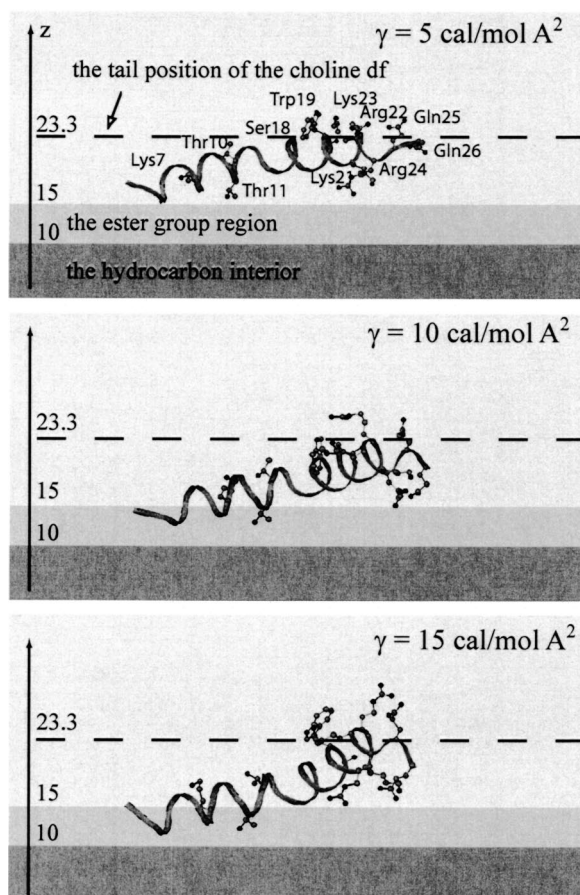 z
γ = 5 cal/mol A²
the tail position of the choline df
Trp19 Lys23
Arg22
Gln25
23.3
Thr10
Ser18
Gln26
Lys7
Arg24
Lys21
Thr11
15
the ester group region
10
the hydrocarbon interior
γ = 10 cal/mol A²
23.3
15
10
γ = 15 cal/mol A²
23.3
15
10